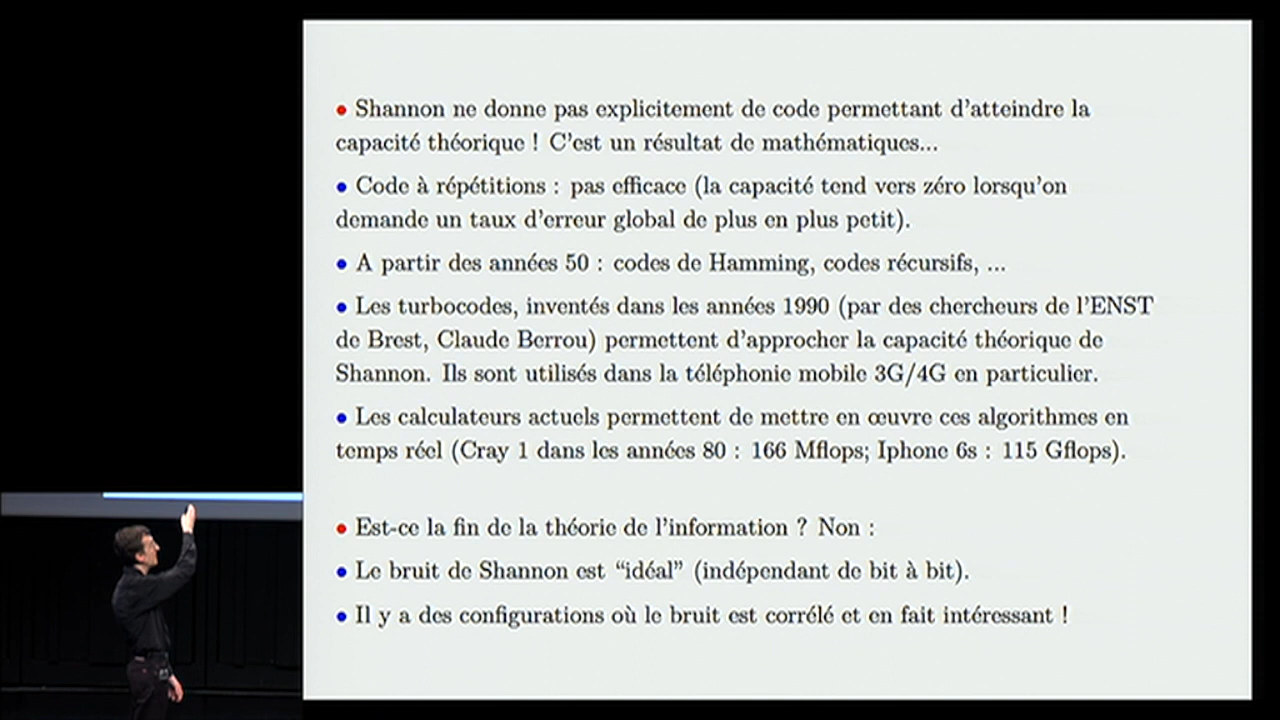 • Shannon ne donne pas explicitement de code permettant d'atteindre la
capacité théorique ! C'est un résultat de mathématiques...
• Code à répétitions : pas efficace (la capacité tend vers zéro lorsqu'on
demande un taux d'erreur global de plus en plus petit).
• A partir des années 50 : codes de Hamming, codes récursifs, ...
• Les turbocodes, inventés dans les années 1990 (par des chercheurs de l'ENST
de Brest, Claude Berrou) permettent d'approcher la capacité théorique de
Shannon. Ils sont utilisés dans la téléphonie mobile 3G/4G en particulier.
• Les calculateurs actuels permettent de mettre en œuvre ces algorithmes en
temps réel (Cray 1 dans les années 80 : 166 Mflops; Iphone 6s : 115 Gflops).
• Est-ce la fin de la théorie de l'information ? Non :
• Le bruit de Shannon est “idéal” (indépendant de bit à bit).
• Il y a des configurations où le bruit est corrélé et en fait intéressant !